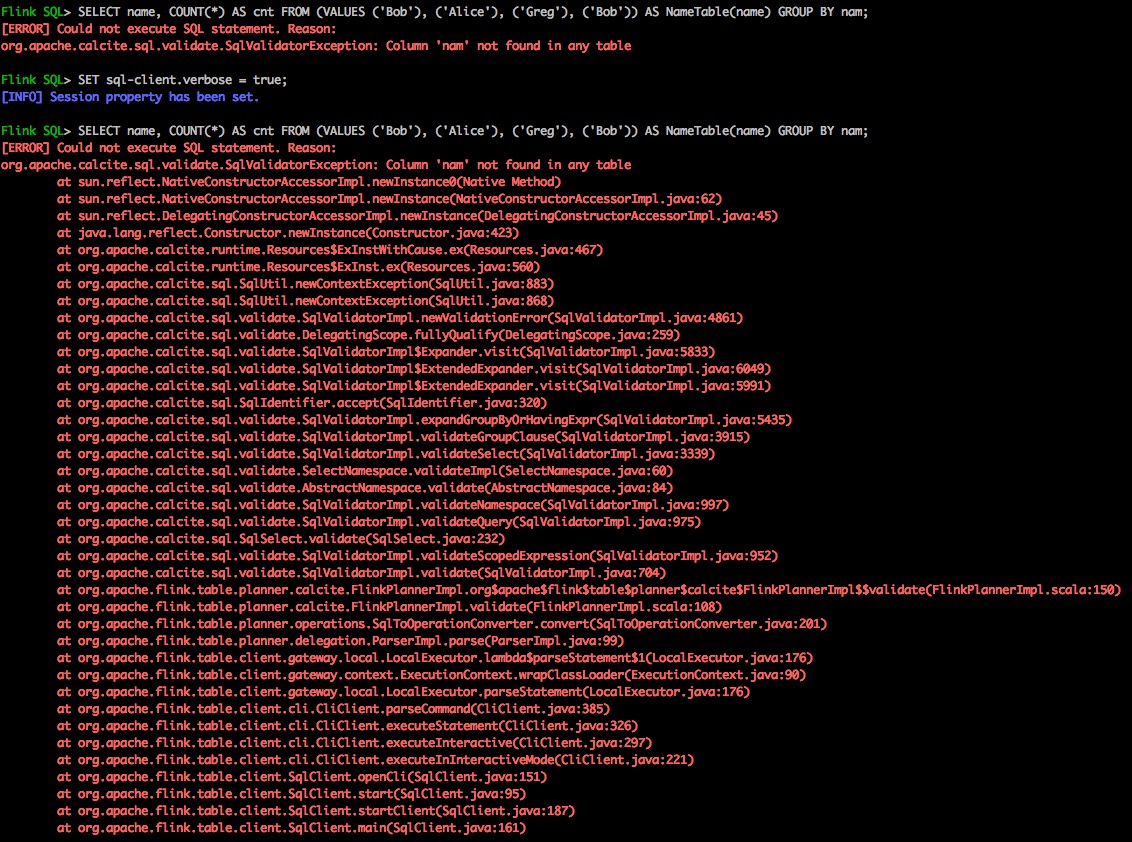 Flink SQL> SELECT name, COUNT(*) AS cnt FROM (VALUES ('Bob'), ('Alice'), ('Greg'), ('Bob')) AS NameTable(name) GROUP BY nam;
[ERROR] Could not execute SQL statement. Reason:
org.apache.calcite.sql.validate.SqlValidatorException: Column 'nam' not found in any table
Flink SQL> SET sql-client.verbose = true;
[INFO] Session property has been set.
Flink SQL> SELECT name, COUNT(*) AS cnt FROM (VALUES ('Bob'), ('Alice'), ('Greg'), ('Bob')) AS NameTable(name) GROUP BY nam;
[ERROR] Could not execute SQL statement. Reason:
org.apache.calcite.sql.validate.SqlValidatorException: Column 'nam' not found in any table
at sun.reflect.NativeConstructorAccessorImpl.newInstance0(Native Method)
at sun.reflect.NativeConstructorAccessorImpl.newInstance(NativeConstructorAccessorImpl.java:62)
at sun.reflect.DelegatingConstructorAccessorImpl.newInstance(DelegatingConstructorAccessorImpl.java:45)
at java.lang.reflect.Constructor.newInstance(Constructor.java:423)
at org.apache.calcite.runtime.Resources$ExInstWithCause.ex(Resources.java:467)
at org.apache.calcite.runtime.Resources$ExInst.ex(Resources.java:560)
at org.apache.calcite.sql.SqlUtil.newContextException(SqlUtil.java:883)
at org.apache.calcite.sql.SqlUtil.newContextException(SqlUtil.java:868)
at org.apache.calcite.sql.validate.SqlValidatorImpl.newValidationError(SqlValidatorImpl.java:4861)
at org.apache.calcite.sql.validate.DelegatingScope.fullyQualify(DelegatingScope.java:259)
at org.apache.calcite.sql.validate.SqlValidatorImpl$Expander.visit(SqlValidatorImpl.java:5833)
at org.apache.calcite.sql.validate.SqlValidatorImpl$ExtendedExpander.visit(SqlValidatorImpl.java:6049)
at org.apache.calcite.sql.validate.SqlValidatorImpl$ExtendedExpander.visit(SqlValidatorImpl.java:5991)
at org.apache.calcite.sql.SqlIdentifier.accept(SqlIdentifier.java:320)
at org.apache.calcite.sql.validate.SqlValidatorImpl.expandGroupByOrHavingExpr(SqlValidatorImpl.java:5435)
at org.apache.calcite.sql.validate.SqlValidatorImpl.validateGroupClause(SqlValidatorImpl.java:3915)
at org.apache.calcite.sql.validate.SqlValidatorImpl.validateSelect(SqlValidatorImpl.java:3339)
at org.apache.calcite.sql.validate.SelectNamespace.validateImpl(SelectNamespace.java:60)
at org.apache.calcite.sql.validate.AbstractNamespace.validate(AbstractNamespace.java:84)
at org.apache.calcite.sql.validate.SqlValidatorImpl.validateNamespace(SqlValidatorImpl.java:997)
at org.apache.calcite.sql.validate.SqlValidatorImpl.validateQuery(SqlValidatorImpl.java:975)
at org.apache.calcite.sql.SqlSelect.validate(SqlSelect.java:232)
at org.apache.calcite.sql.validate.SqlValidatorImpl.validateScopedExpression(SqlValidatorImpl.java:952)
at org.apache.calcite.sql.validate.SqlValidatorImpl.validate(SqlValidatorImpl.java:704)
at org.apache.flink.table.planner.calcite.FlinkPlannerImpl.org$apache$flink$table$planner$calcite$FlinkPlannerImpl$$validate(FlinkPlannerImpl.scala:150)
at org.apache.flink.table.planner.calcite.FlinkPlannerImpl.validate(FlinkPlannerImpl.scala:108)
at org.apache.flink.table.planner.operations.SqlToOperationConverter.convert(SqlToOperationConverter.java:201)
at org.apache.flink.table.planner.delegation.ParserImpl.parse(ParserImpl.java:99)
at org.apache.flink.table.client.gateway.local.LocalExecutor.lambda$parseStatement$1(LocalExecutor.java:176)
at org.apache.flink.table.client.gateway.context.ExecutionContext.wrapClassLoader(ExecutionContext.java:90)
at org.apache.flink.table.client.gateway.local.LocalExecutor.parseStatement(LocalExecutor.java:176)
at org.apache.flink.table.client.cli.CliClient.parseCommand(CliClient.java:385)
at org.apache.flink.table.client.cli.CliClient.executeStatement(CliClient.java:326)
at org.apache.flink.table.client.cli.CliClient.executeInteractive(CliClient.java:297)
at org.apache.flink.table.client.cli.CliClient.executeInInteractiveMode(CliClient.java:221)
at org.apache.flink.table.client.SqlClient.openCli(SqlClient.java:151)
at org.apache.flink.table.client.SqlClient.start(SqlClient.java:95)
at org.apache.flink.table.client.SqlClient.startClient(SqlClient.java:187)
at org.apache.flink.table.client.SqlClient.main(SqlClient.java:161)